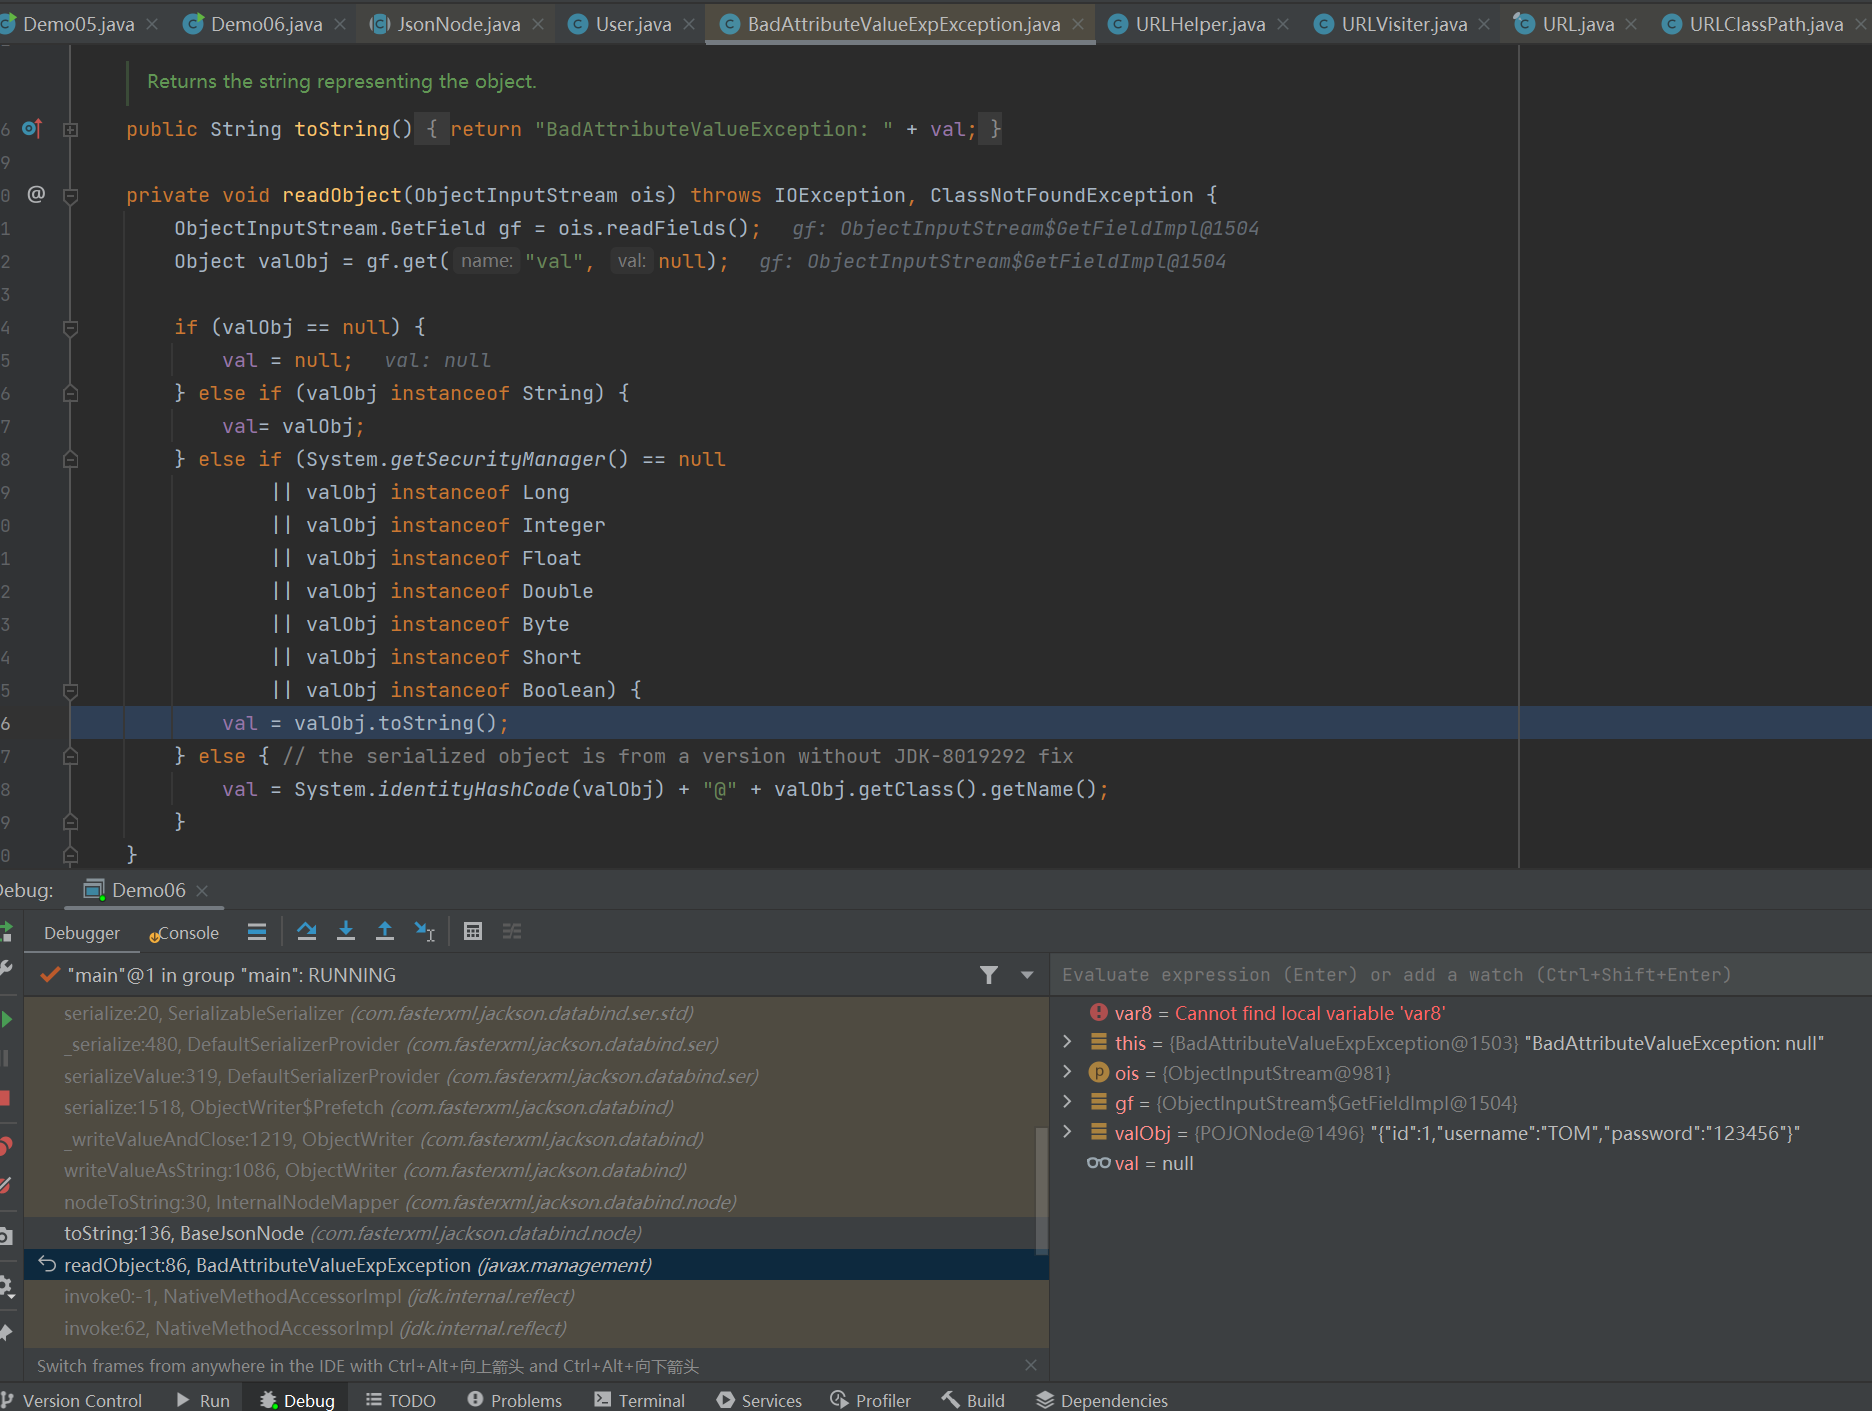 Demo05.java Demo06.java JsonNode.java User.java BadAttributeValueExpException.java URLHelper.java URLVisiter.java URL.java URLClassPath.java
Returns the string representing the object.
6 public String toString() { return "BadAttributeValueException: " + val; }
9
0 @ private void readObject(ObjectInputStream ois) throws IOException, ClassNotFoundException {
1 ObjectInputStream.GetField gf = ois.readFields(); gf: ObjectInputStream$GetFieldImpl@1504
2 Object valObj = gf.get( name: "val", val: null); gf: ObjectInputStream$GetFieldImpl@1504
3
4 if (valObj == null) {
5 val = null; val: null
6 } else if (valObj instanceof String) {
7 val= valObj;
8 } else if (System.getSecurityManager() == null
9 || valObj instanceof Long
0 || valObj instanceof Integer
1 || valObj instanceof Float
2 || valObj instanceof Double
3 || valObj instanceof Byte
4 || valObj instanceof Short
5 || valObj instanceof Boolean) {
6 val = valObj.toString();
7 } else { // the serialized object is from a version without JDK-8019292 fix
8 val = System.identityHashCode(valObj) + "@" + valObj.getClass().getName();
9 }
0 }
Debug: Demo06
Debugger Console
"main"@1 in group "main": RUNNING
Evaluate expression (Enter) or add a watch (Ctrl+Shift+Enter)
serialize:20, SerializableSerializer (com.fasterxml.jackson.databind.ser.std)
_serialize:480, DefaultSerializerProvider (com.fasterxml.jackson.databind.ser)
serializeValue:319, DefaultSerializerProvider (com.fasterxml.jackson.databind.ser)
serialize:1518, ObjectWriter$Prefetch (com.fasterxml.jackson.databind)
_writeValueAndClose:1219, ObjectWriter (com.fasterxml.jackson.databind)
writeValueAsString:1086, ObjectWriter (com.fasterxml.jackson.databind)
nodeToString:30, InternalNodeMapper (com.fasterxml.jackson.databind.node)
toString:136, BaseJsonNode (com.fasterxml.jackson.databind.node)
readObject:86, BadAttributeValueExpException (javax.management)
invoke0:-1, NativeMethodAccessorImpl (jdk.internal.reflect)
invoke:62, NativeMethodAccessorImpl (jdk.internal.reflect)
var8 = Cannot find local variable 'var8'
this = {BadAttributeValueExpException@1503} "BadAttributeValueException: null"
ois = {ObjectInputStream@981}
gf = {ObjectInputStream$GetFieldImpl@1504}
valObj = {POJONode@1496} "{"id":1,"username":"TOM","password":"123456"}"
val = null
Switch frames from anywhere in the IDE with Ctrl+Alt+向上箭头 and Ctrl+Alt+向下箭头
Version Control Run Debug TODO Problems Terminal Services Profiler Build Dependencies